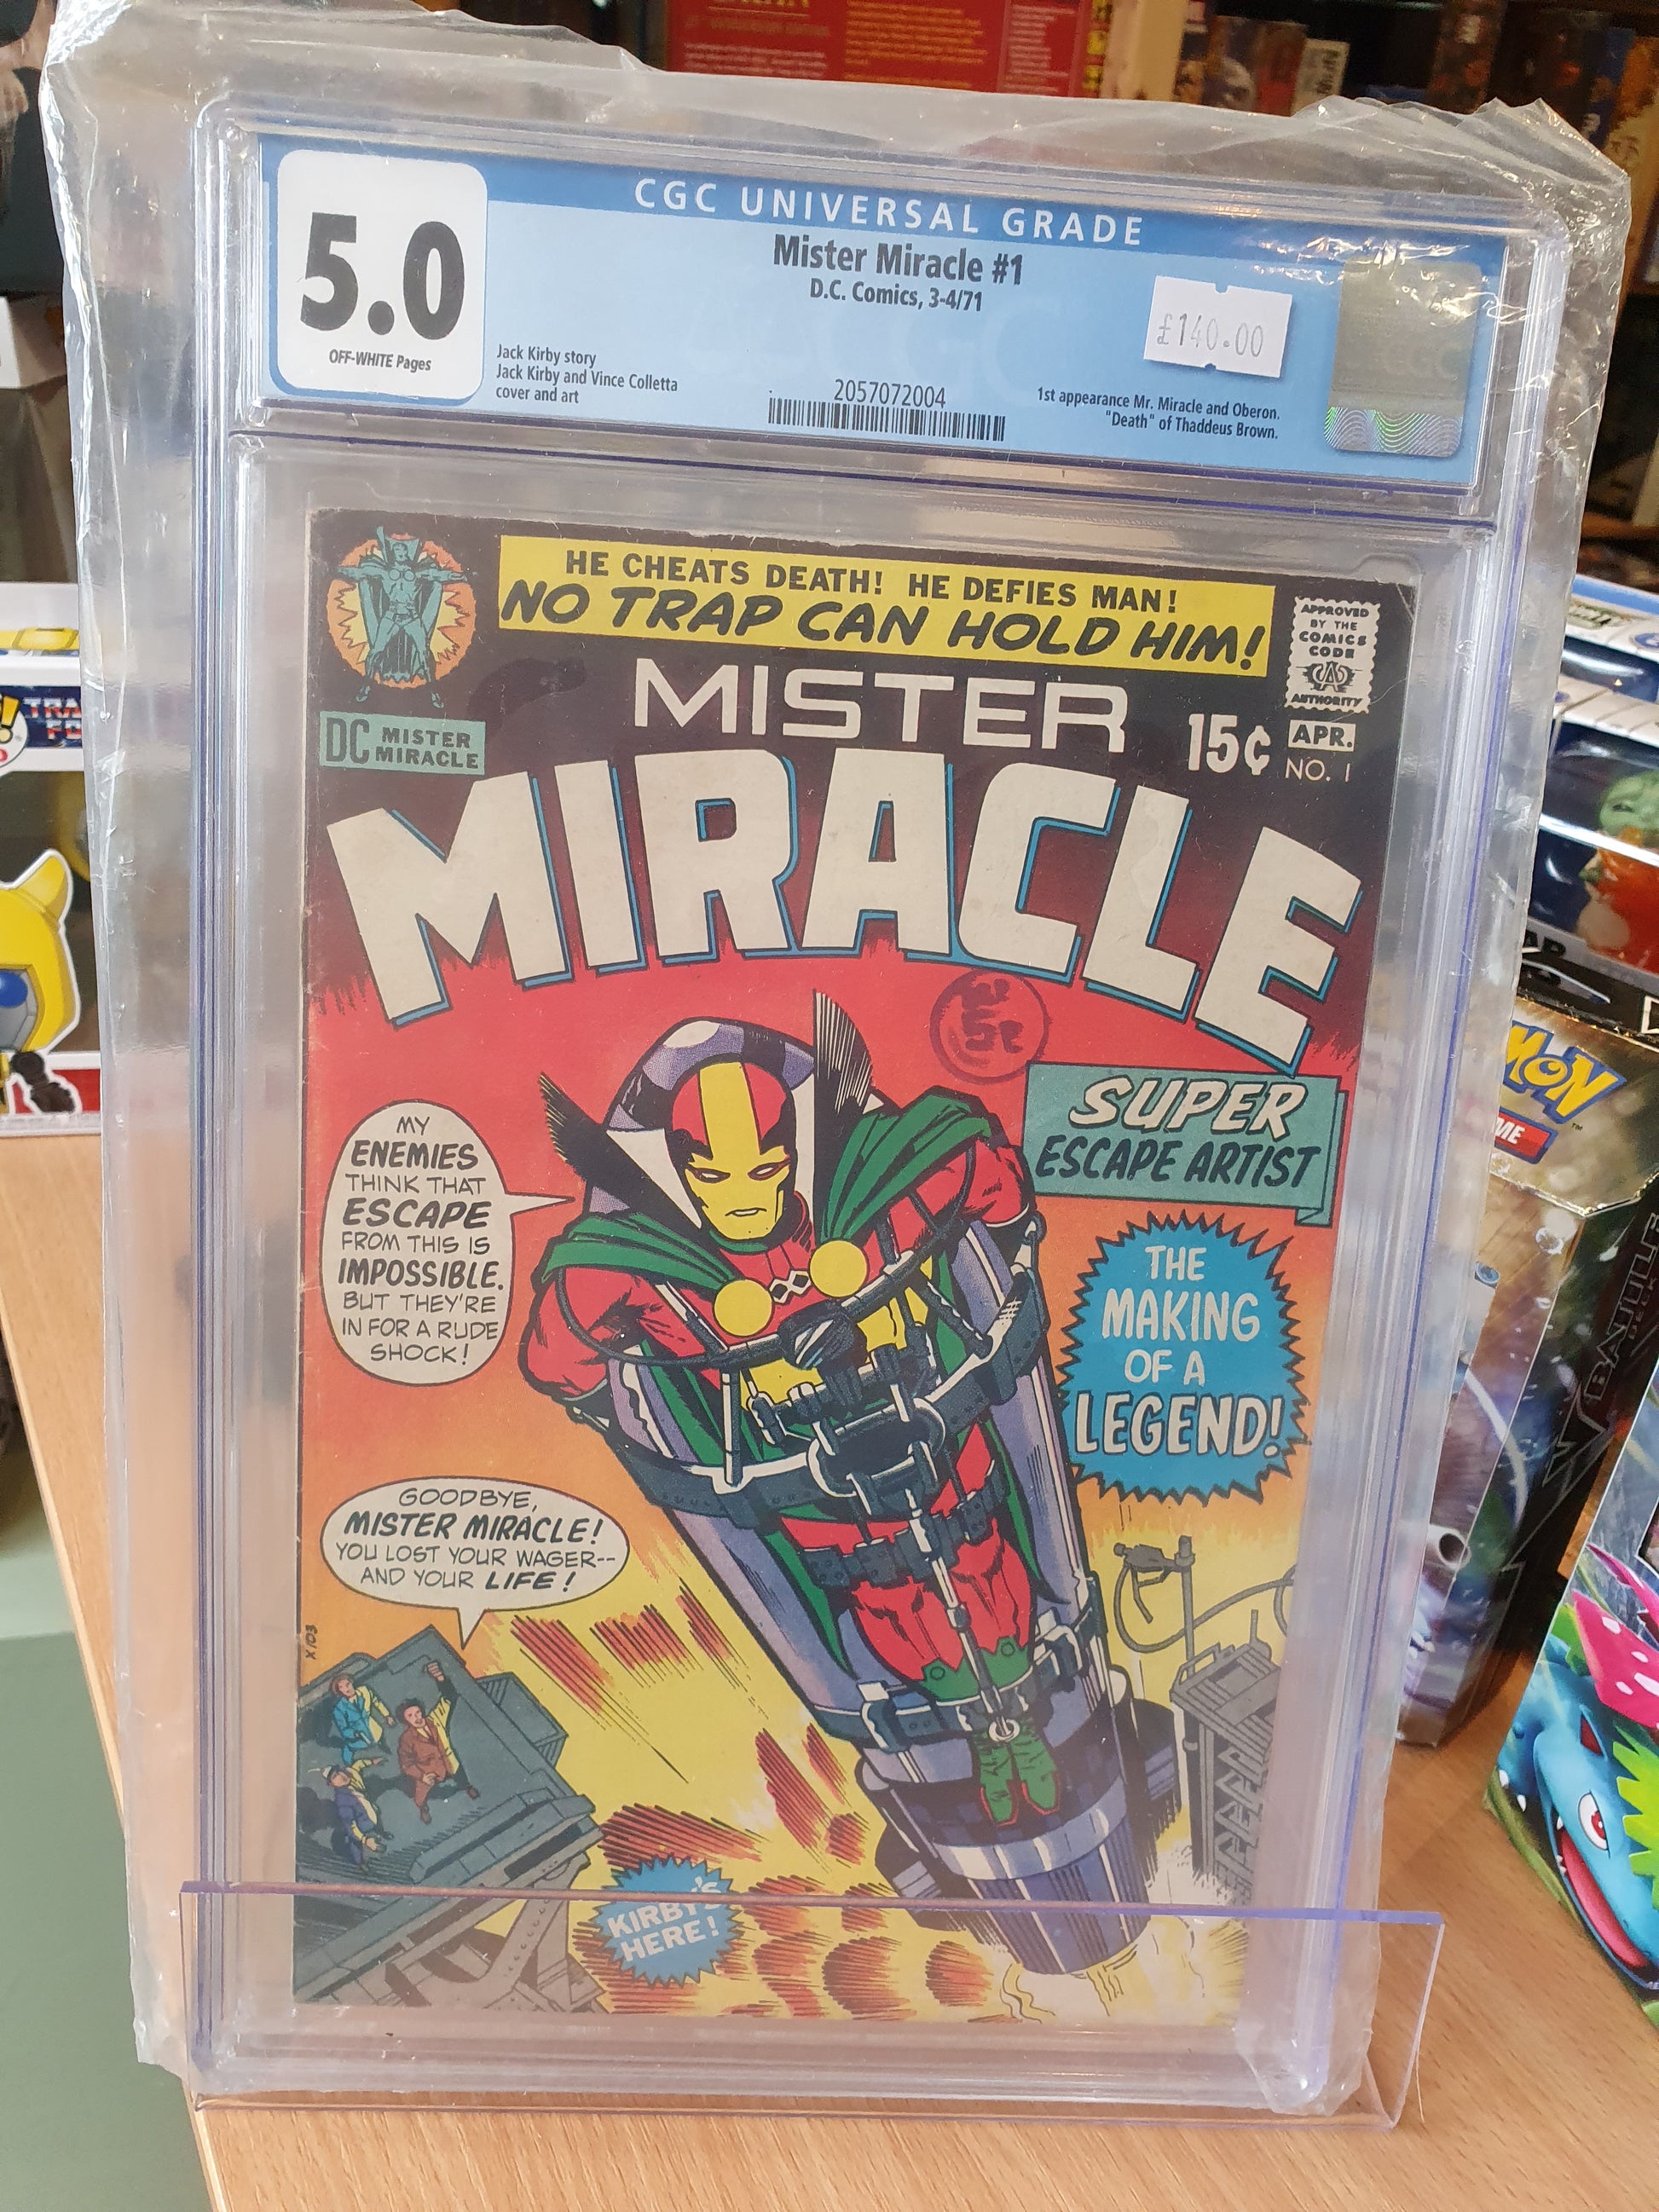 CGC UNIVERSAL GRADE
5.0
OFF-WHITE Pages
Mister Miracle #1
D.C. Comics, 3-4/71
£140.00
Jack Kirby story
Jack Kirby and Vince Colletta
cover and art
2057072004
1st appearance Mr. Miracle and Oberon.
"Death" of Thaddeus Brown.
HE CHEATS DEATH! HE DEFIES MAN!
NO TRAP CAN HOLD HIM!
APPROVED
BY THE
COMICS
CODE
AUTHORITY
DC MISTER
MIRACLE
MISTER
15¢
APR.
NO. 1
MIRACLE
SUPER
ESCAPE ARTIST
MY
ENEMIES
THINK THAT
ESCAPE
FROM THIS IS
IMPOSSIBLE.
BUT THEY'RE
IN FOR A RUDE
SHOCK!
THE
MAKING
OF A
LEGEND!
GOODBYE,
MISTER MIRACLE!
YOU LOST YOUR WAGER--
AND YOUR LIFE!
X/03
KIRBY'S
HERE!
MON
BATTLE